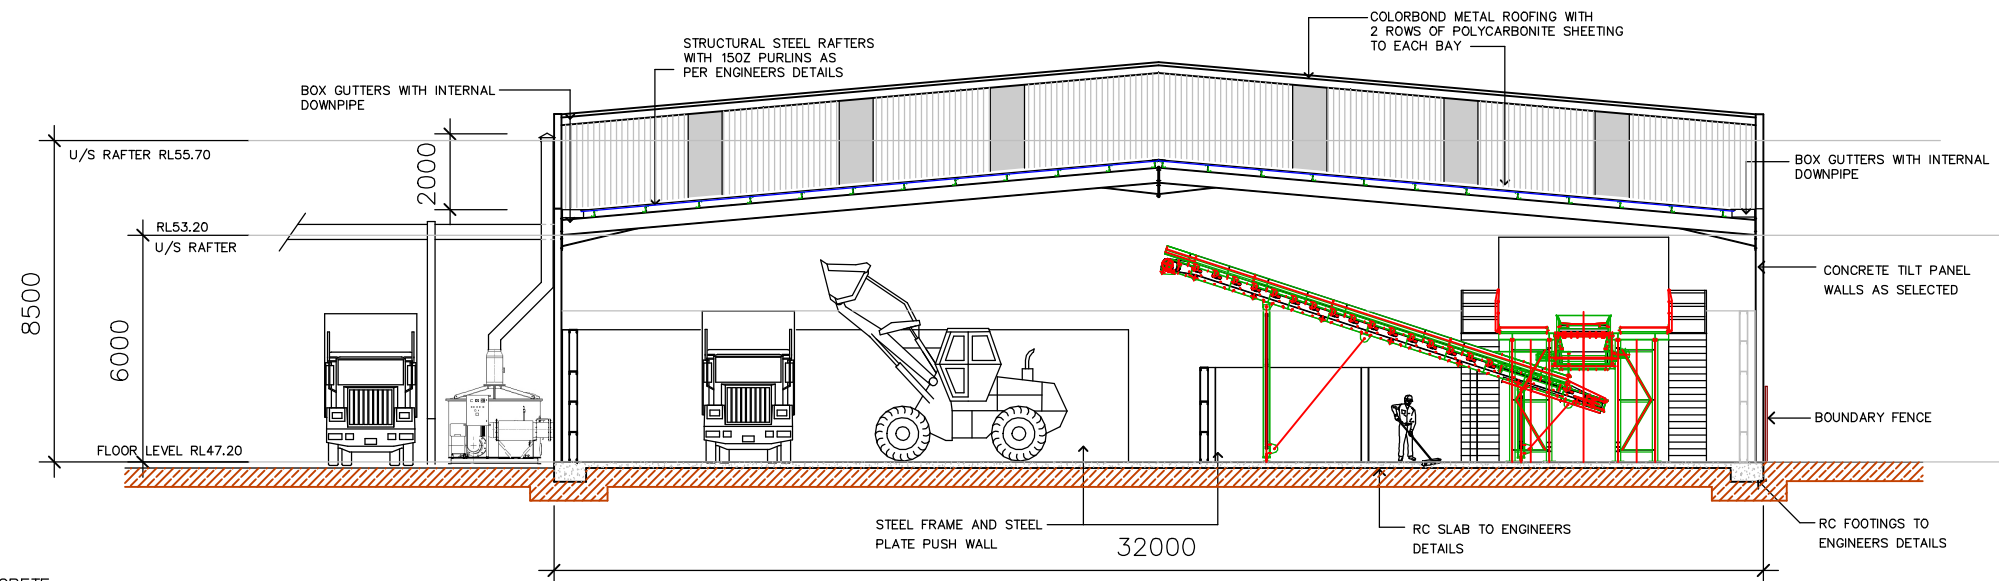 COLORBOND METAL ROOFING WITH
2 ROWS OF POLYCARBONITE SHEETING
TO EACH BAY
STRUCTURAL STEEL RAFTERS
WITH 150Z PURLINS AS
PER ENGINEERS DETAILS
BOX GUTTERS WITH INTERNAL
DOWNPIPE
U/S RAFTER RL55.70
2000
BOX GUTTERS WITH INTERNAL
DOWNPIPE
RL53.20
U/S RAFTER
CONCRETE TILT PANEL
WALLS AS SELECTED
8500
6000
BOUNDARY FENCE
FLOOR LEVEL RL47.20
STEEL FRAME AND STEEL
PLATE PUSH WALL
RC SLAB TO ENGINEERS
DETAILS
RC FOOTINGS TO
ENGINEERS DETAILS
32000